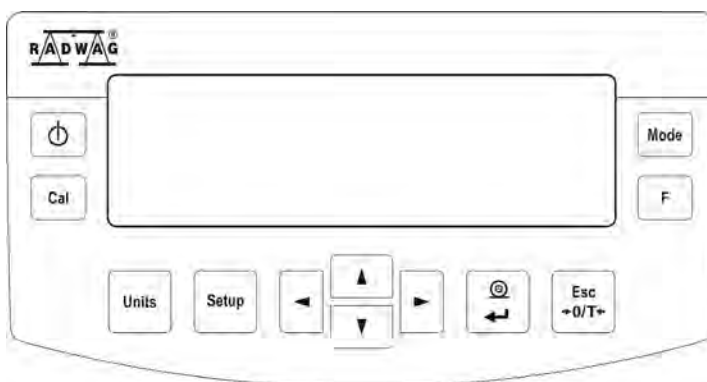 RADWAG®
Mode
Cal
F
Units
Setup
Esc
→0/T←